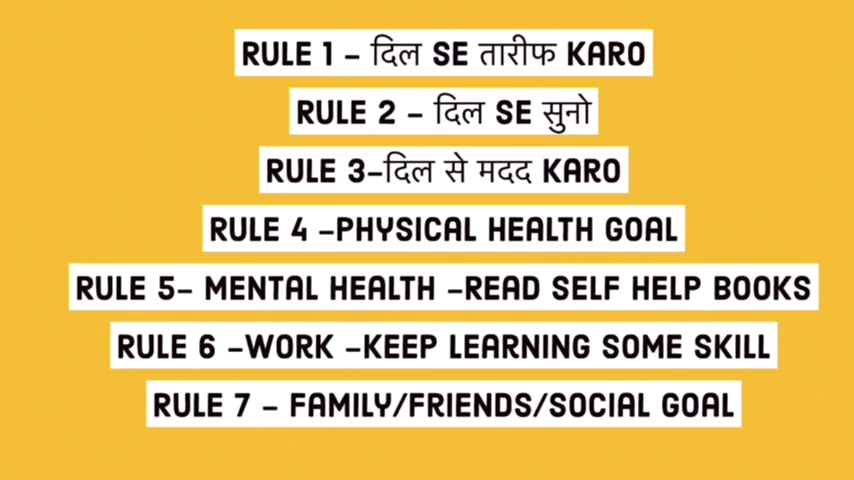 RULE 1 – दिल SE तारीफ KARO
RULE 2 – दिल SE सुनो
RULE 3–दिल से मदद KARO
RULE 4 –PHYSICAL HEALTH GOAL
RULE 5– MENTAL HEALTH –READ SELF HELP BOOKS
RULE 6 –WORK –KEEP LEARNING SOME SKILL
RULE 7 – FAMILY/FRIENDS/SOCIAL GOAL